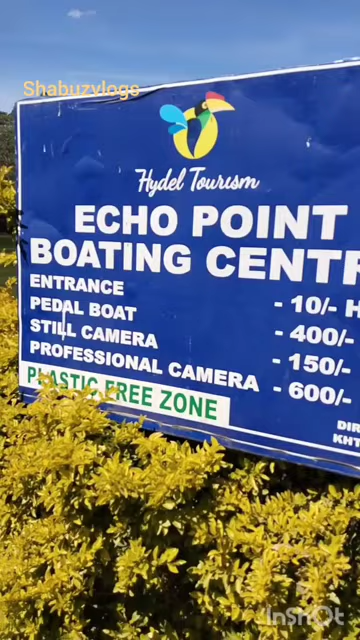 Shabuzvlogs
Hydel Tourism
ECHO POINT
BOATING CENTR
ENTRANCE - 10/- H
PEDAL BOAT - 400/-
STILL CAMERA - 150/-
PROFESSIONAL CAMERA - 600/-
PLASTIC FREE ZONE
DIR
KHT
InShOt